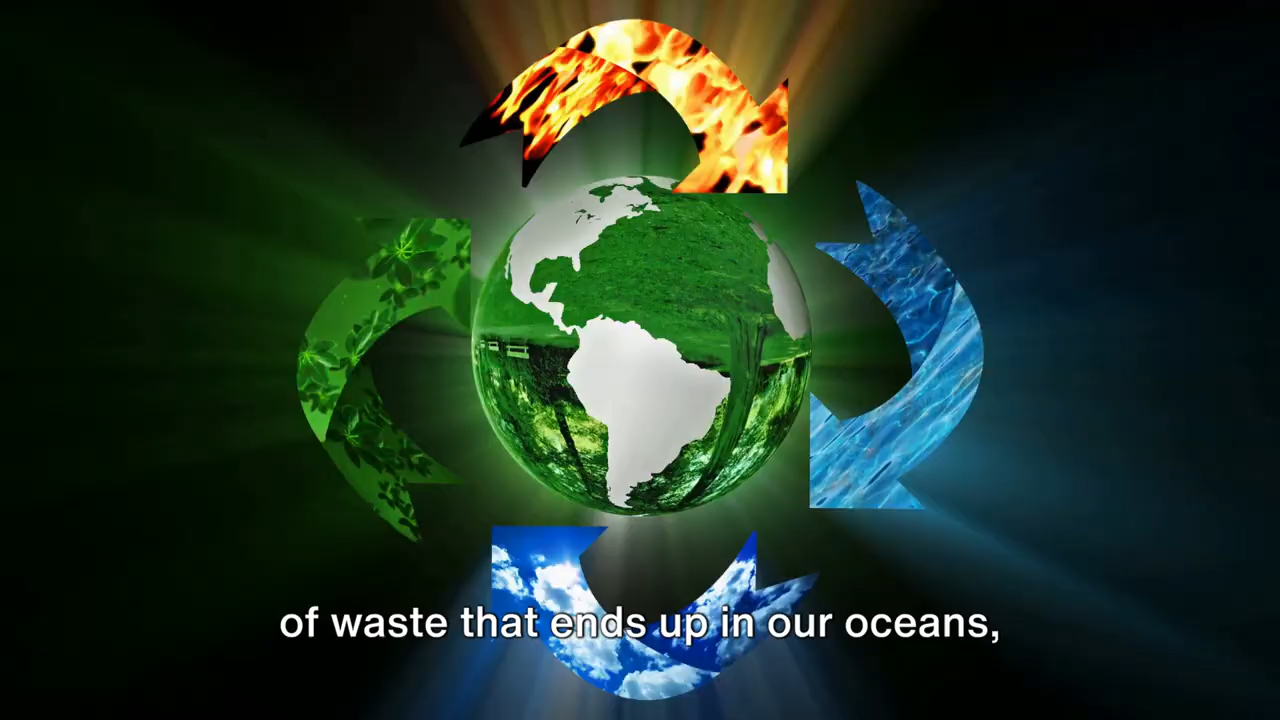 of waste that ends up in our oceans,